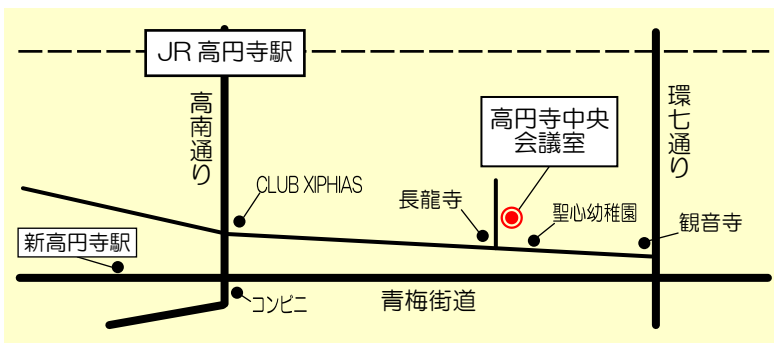 JR 高円寺駅
高南通り
環七通り
高円寺中央
会議室
CLUB XIPHIAS
長龍寺
聖心幼稚園
観音寺
新高円寺駅
コンビニ
青梅街道